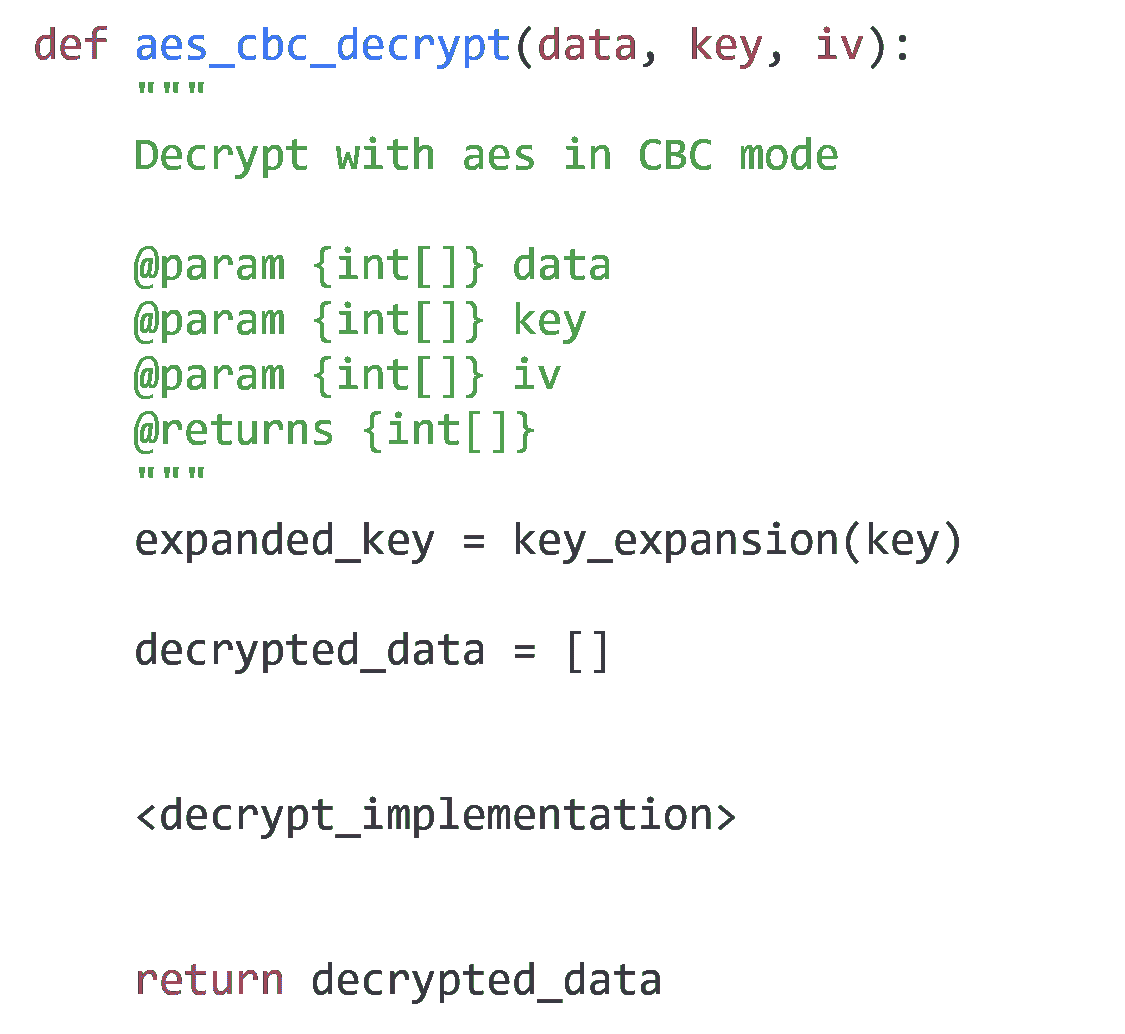 def aes_cbc_decrypt(data, key, iv):
    """
    Decrypt with aes in CBC mode

    @param {int[]} data
    @param {int[]} key
    @param {int[]} iv
    @returns {int[]}
    """
    expanded_key = key_expansion(key)

    decrypted_data = []

    <decrypt_implementation>

    return decrypted_data